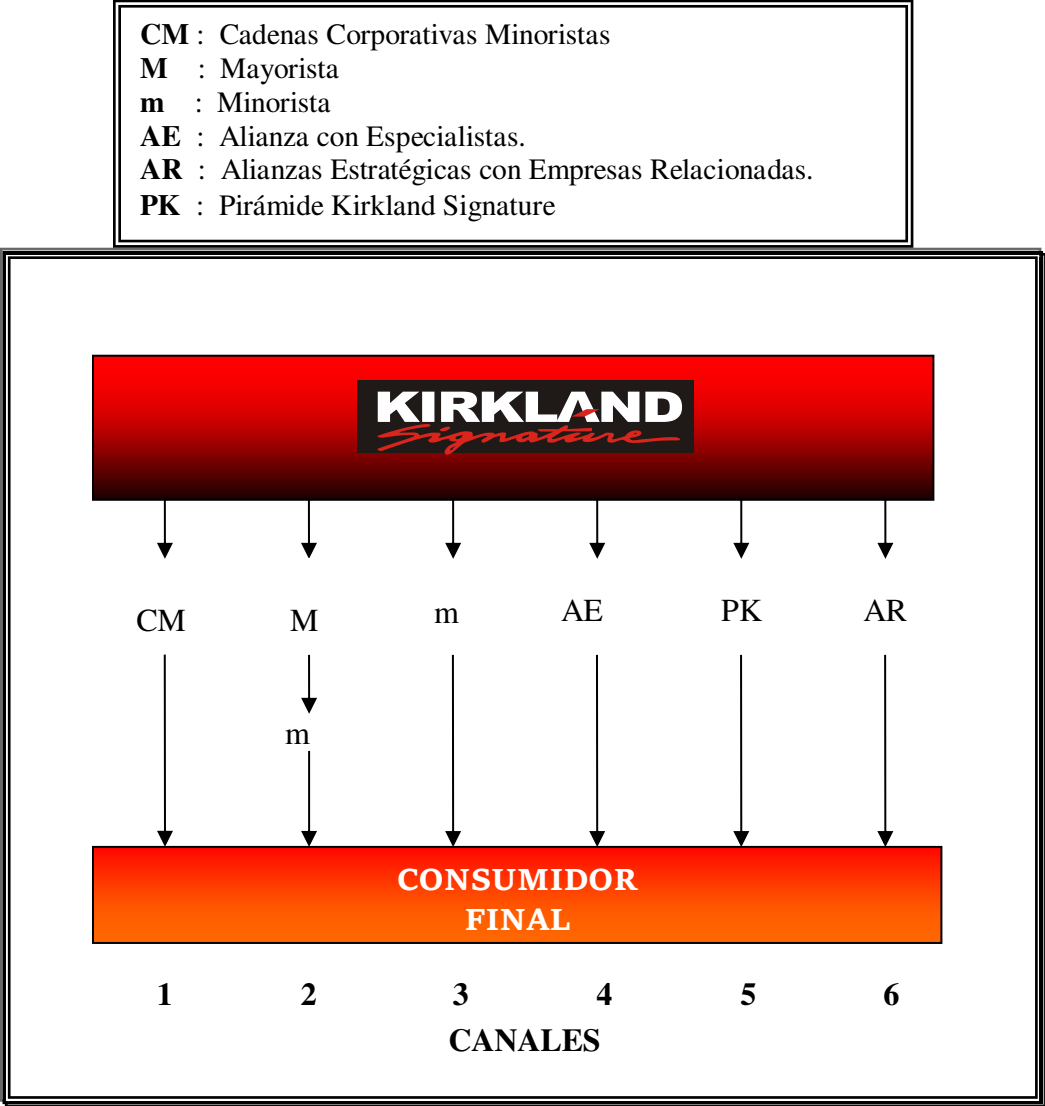 CM : Cadenas Corporativas Minoristas
M : Mayorista
m : Minorista
AE : Alianza con Especialistas.
AR : Alianzas Estratégicas con Empresas Relacionadas.
PK : Pirámide Kirkland Signature
KIRKLAND
Signature
CM M m AE PK AR
m
CONSUMIDOR
FINAL
1 2 3 4 5 6
CANALES